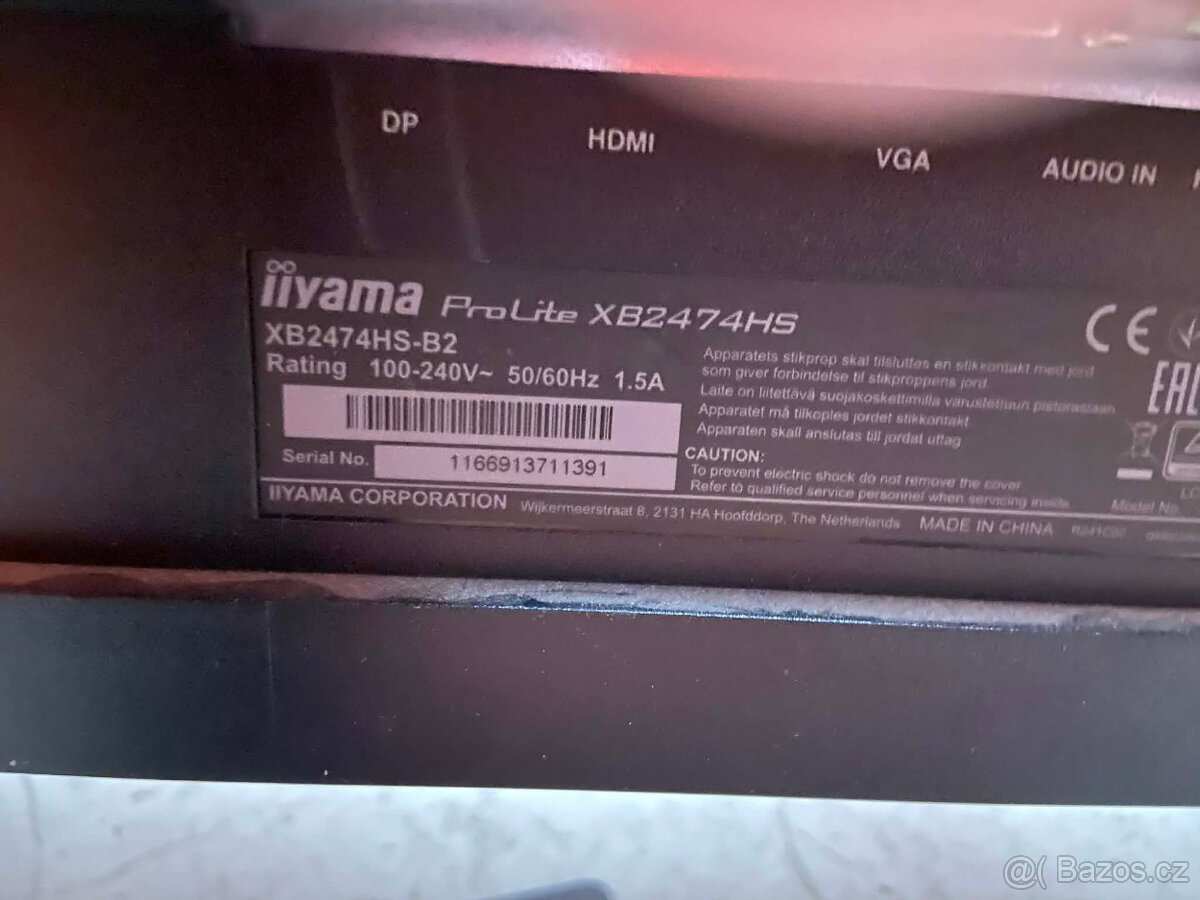 DP
HDMI
VGA
AUDIO IN
iiyama ProLite XB2474HS
XB2474HS-B2
Rating 100-240V~ 50/60Hz 1.5A
Serial No. 1166913711391
Apparatets stikprop skal tilsluttes en stikkontakt med jord
som giver forbindelse til stikproppens jord.
Laite on liitettävä suojakoskettimilla varustettuun pistorasiaan
Apparatet må tilkoples jordet stikkontakt
Apparaten skall anslutas till jordat uttag
CAUTION:
To prevent electric shock do not remove the cover.
Refer to qualified service personnel when servicing inside.
IIYAMA CORPORATION Wijkermeerstraat 8, 2131 HA Hoofddorp, The Netherlands MADE IN CHINA
CE
Model No.
@( Bazos.cz